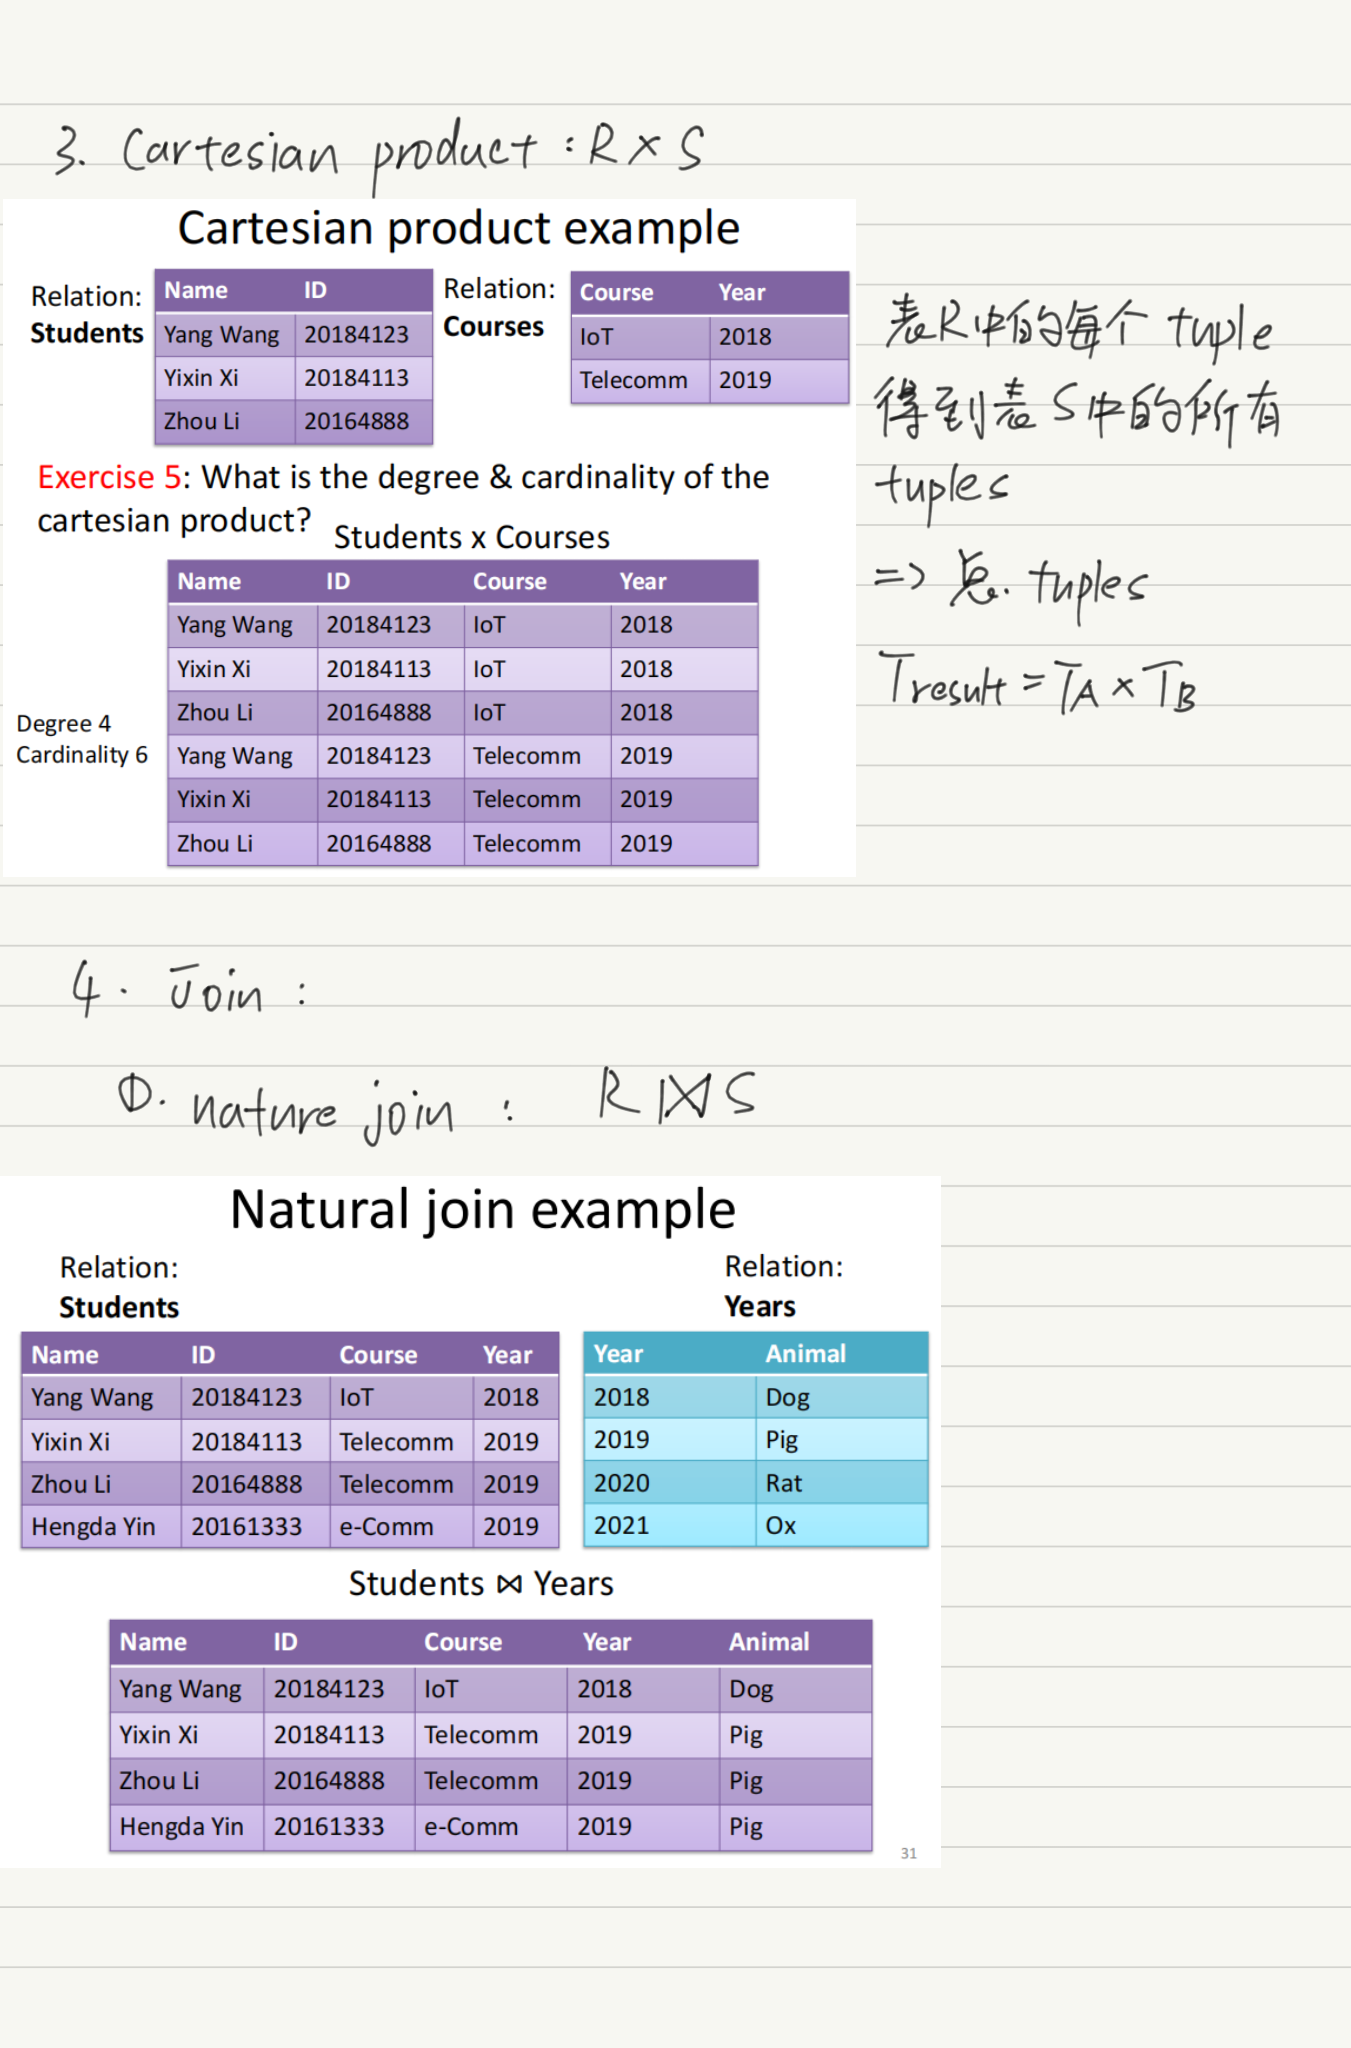 3. Cartesian product : R × S
Cartesian product example
Relation:
Students
Name ID
Yang Wang 20184123
Yixin Xi 20184113
Zhou Li 20164888
Relation:
Courses
Course Year
IoT 2018
Telecomm 2019
表R中的每个 tuple
得到表S中的所有
tuples
=> 总. tuples
Tresult = TA × TB
Exercise 5: What is the degree & cardinality of the
cartesian product?
Students x Courses
Name ID Course Year
Yang Wang 20184123 IoT 2018
Yixin Xi 20184113 IoT 2018
Zhou Li 20164888 IoT 2018
Yang Wang 20184123 Telecomm 2019
Yixin Xi 20184113 Telecomm 2019
Zhou Li 20164888 Telecomm 2019
Degree 4
Cardinality 6
4. Join :
①. nature join : R ⋈ S
Natural join example
Relation:
Students
Name ID Course Year
Yang Wang 20184123 IoT 2018
Yixin Xi 20184113 Telecomm 2019
Zhou Li 20164888 Telecomm 2019
Hengda Yin 20161333 e-Comm 2019
Relation:
Years
Year Animal
2018 Dog
2019 Pig
2020 Rat
2021 Ox
Students ⋈ Years
Name ID Course Year Animal
Yang Wang 20184123 IoT 2018 Dog
Yixin Xi 20184113 Telecomm 2019 Pig
Zhou Li 20164888 Telecomm 2019 Pig
Hengda Yin 20161333 e-Comm 2019 Pig
31